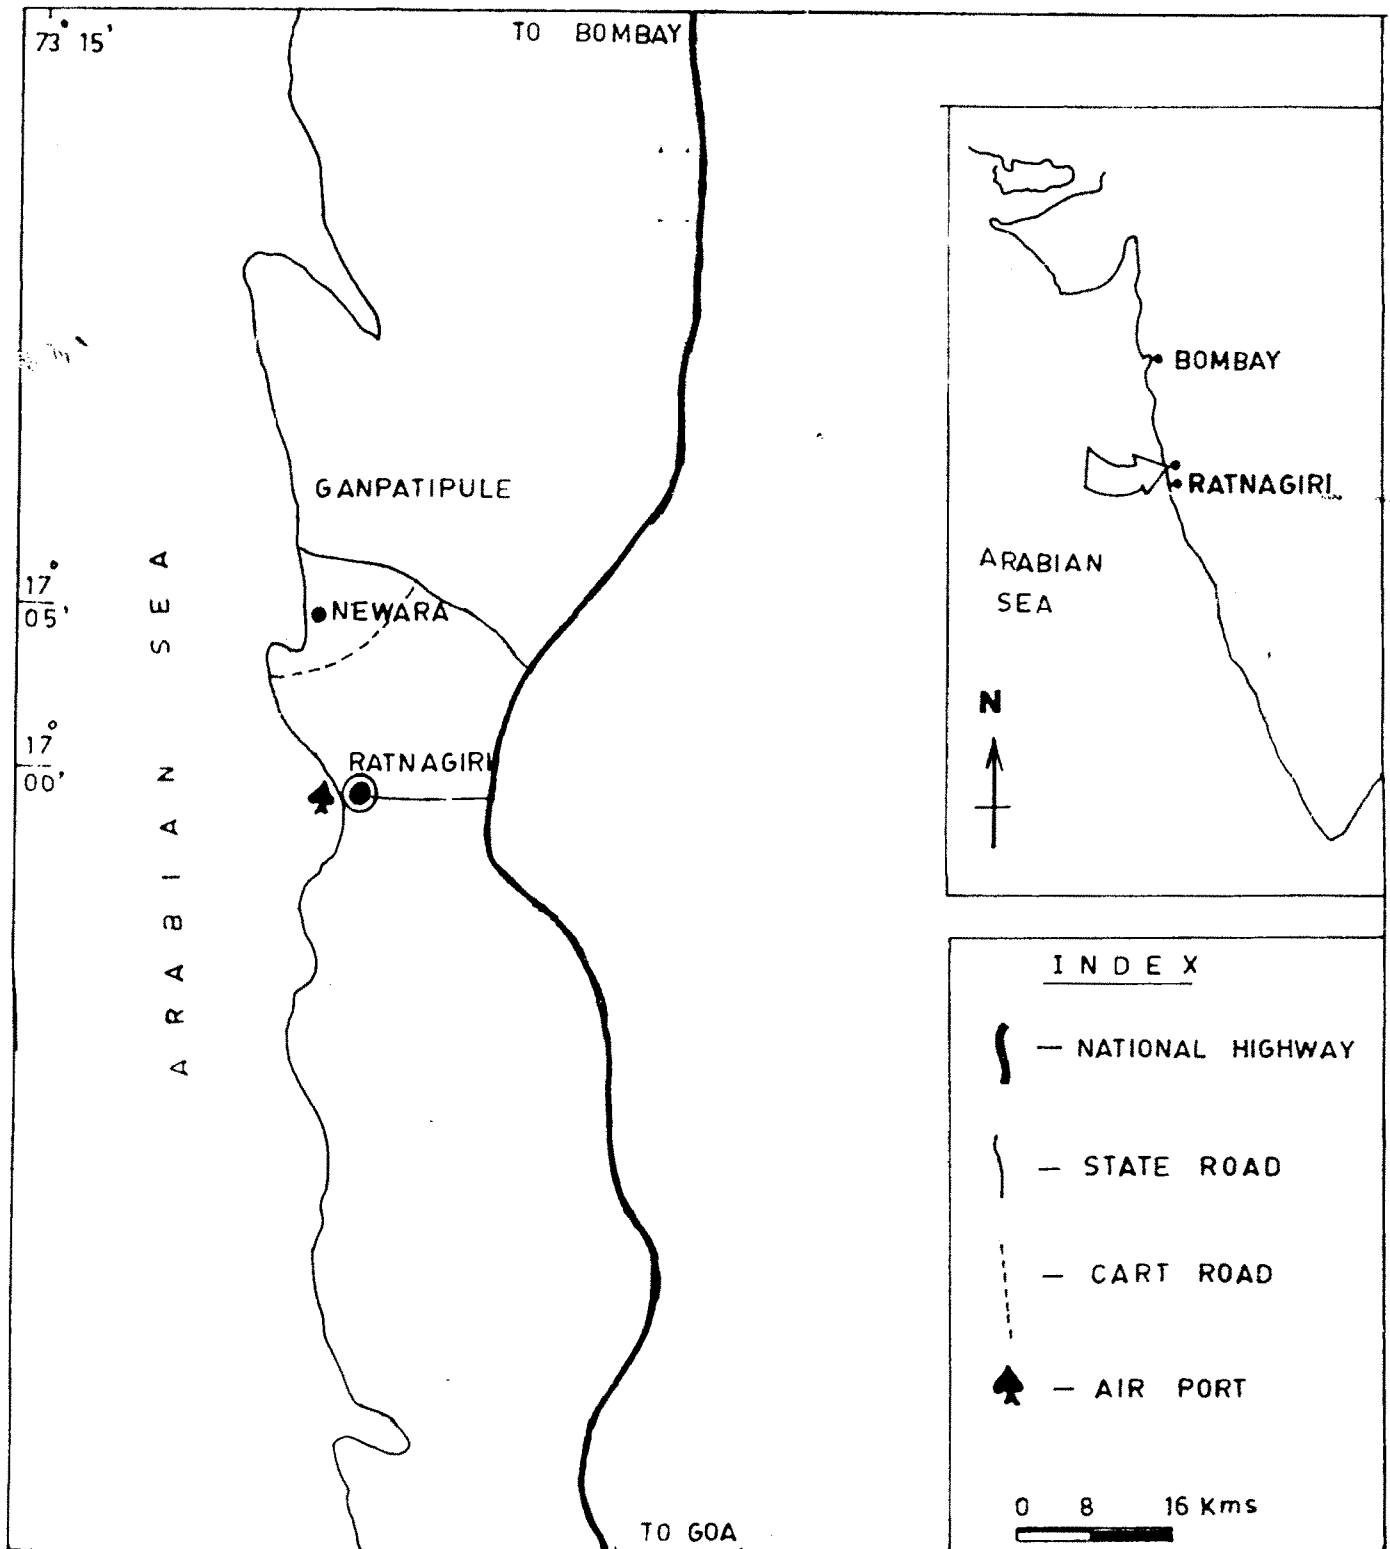 73° 15'
TO BOMBAY
GANPATIPULE
17°
05'
NEWARA
17°
00'
RATNAGIRI
ARABIAN SEA
TO GOA
BOMBAY
RATNAGIRI
ARABIAN
SEA
N
INDEX
— NATIONAL HIGHWAY
— STATE ROAD
— CART ROAD
— AIR PORT
0 8 16 Kms